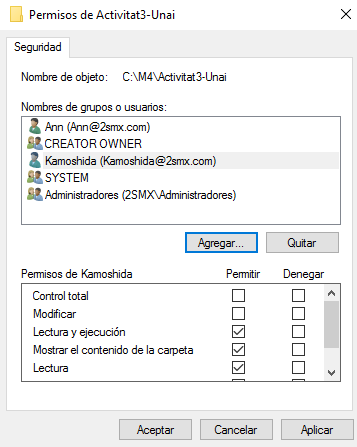 Permisos de Activitat3-Unai
Seguridad
Nombre de objeto: C:\M4\Activitat3-Unai
Nombres de grupos o usuarios:
Ann (Ann@2smx.com)
CREATOR OWNER
Kamoshida (Kamoshida@2smx.com)
SYSTEM
Administradores (2SMX\Administradores)
Agregar... Quitar
Permisos de Kamoshida Permitir Denegar
Control total
Modificar
Lectura y ejecución
Mostrar el contenido de la carpeta
Lectura
Aceptar Cancelar Aplicar